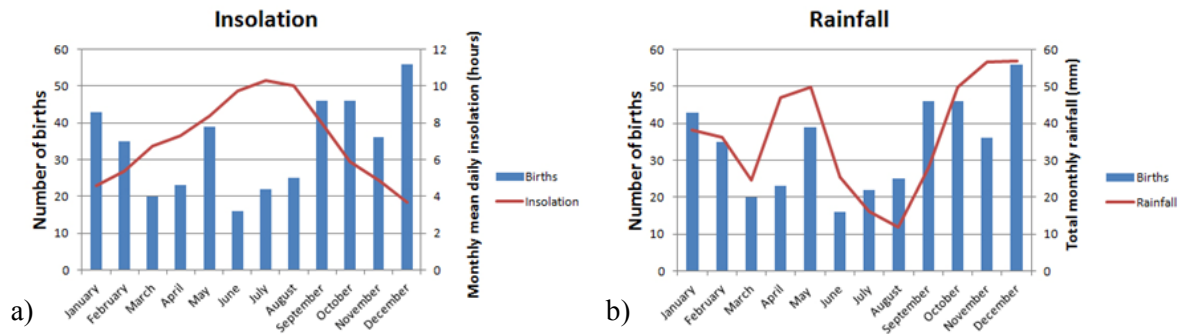 Insolation
60
50
40
30
20
10
0
Number of births
12
10
8
6
4
2
0
Monthly mean daily insolation (hours)
January
February
March
April
May
June
July
August
September
October
November
December
Births
Insolation
a)
Rainfall
60
50
40
30
20
10
0
Number of births
60
50
40
30
20
10
0
Total monthly rainfall (mm)
January
February
March
April
May
June
July
August
September
October
November
December
Births
Rainfall
b)